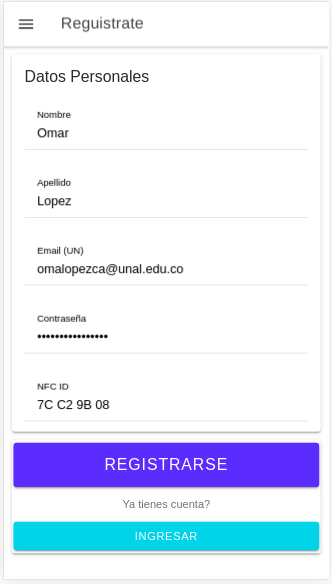 Reguistrate
Datos Personales
Nombre
Omar
Apellido
Lopez
Email (UN)
omalopezca@unal.edu.co
Contraseña
••••••••••••••••
NFC ID
7C C2 9B 08
REGISTRARSE
Ya tienes cuenta?
INGRESAR